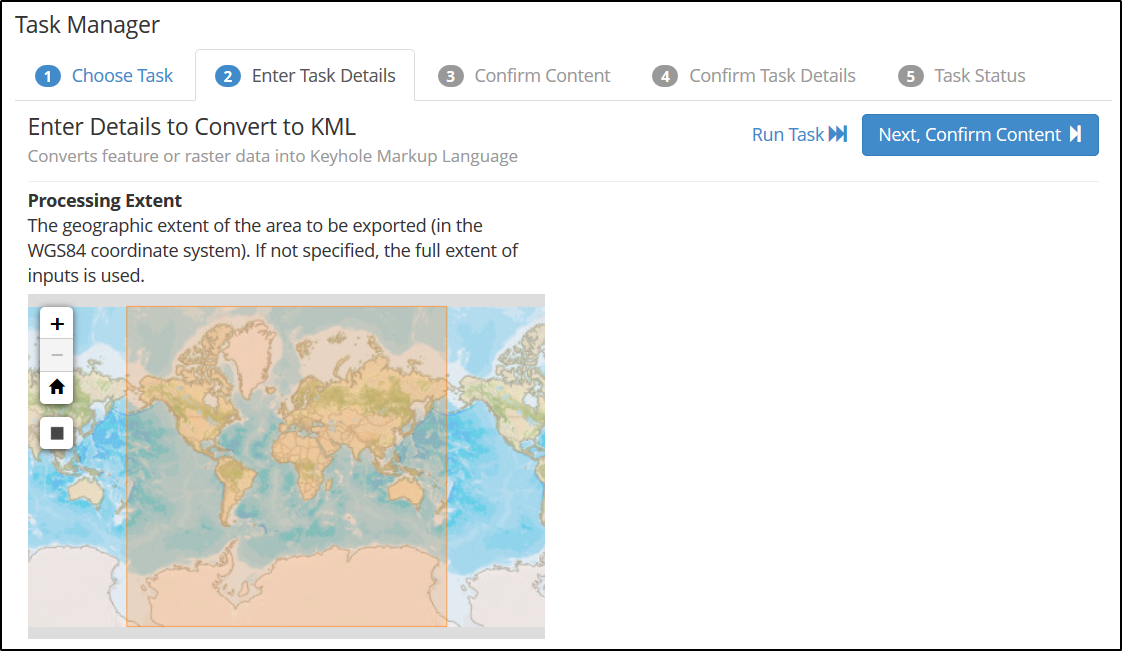 Task Manager
1 Choose Task
2 Enter Task Details
3 Confirm Content
4 Confirm Task Details
5 Task Status
Enter Details to Convert to KML
Converts feature or raster data into Keyhole Markup Language
Run Task
Next, Confirm Content
Processing Extent
The geographic extent of the area to be exported (in the
WGS84 coordinate system). If not specified, the full extent of
inputs is used.
+
−